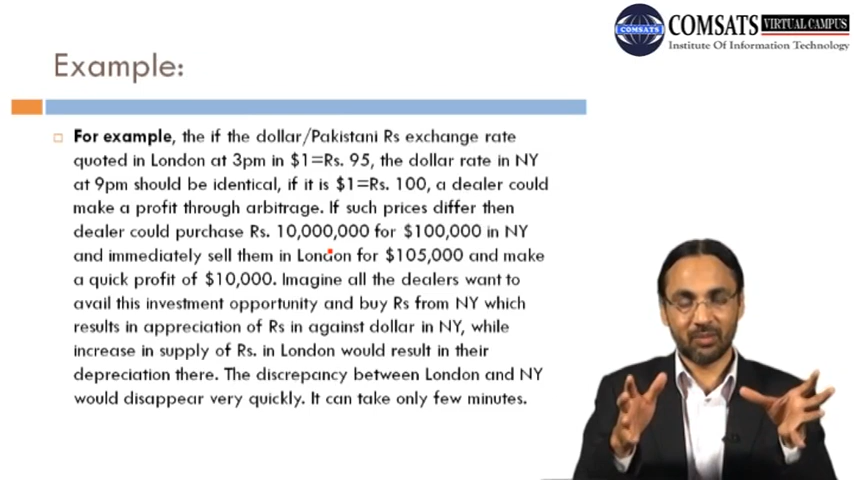 COMSATS
COMSATS VIRTUAL CAMPUS
Institute Of Information Technology
Example:
For example, the if the dollar/Pakistani Rs exchange rate
quoted in London at 3pm in $1=Rs. 95, the dollar rate in NY
at 9pm should be identical, if it is $1=Rs. 100, a dealer could
make a profit through arbitrage. If such prices differ then
dealer could purchase Rs. 10,000,000 for $100,000 in NY
and immediately sell them in London for $105,000 and make
a quick profit of $10,000. Imagine all the dealers want to
avail this investment opportunity and buy Rs from NY which
results in appreciation of Rs in against dollar in NY, while
increase in supply of Rs. in London would result in their
depreciation there. The discrepancy between London and NY
would disappear very quickly. It can take only few minutes.